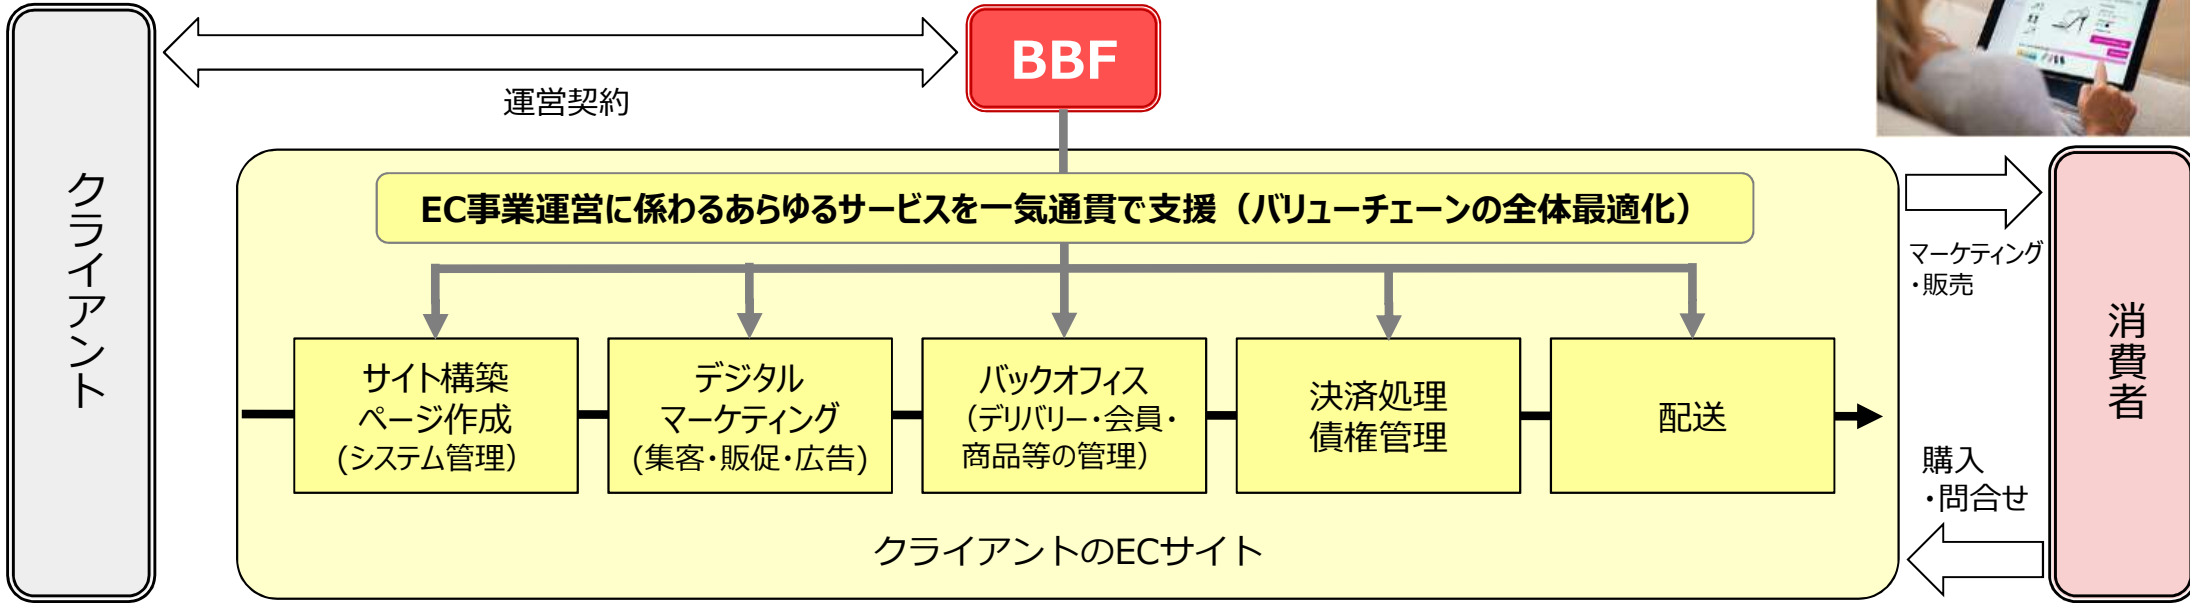 クライアント
BBF
運営契約
EC事業運営に係わるあらゆるサービスを一気通貫で支援（バリューチェーンの全体最適化）
サイト構築
ページ作成
(システム管理）
デジタル
マーケティング
(集客・販促・広告)
バックオフィス
（デリバリー・会員・
商品等の管理）
決済処理
債権管理
配送
クライアントのECサイト
マーケティング
・販売
購入
・問合せ
消費者